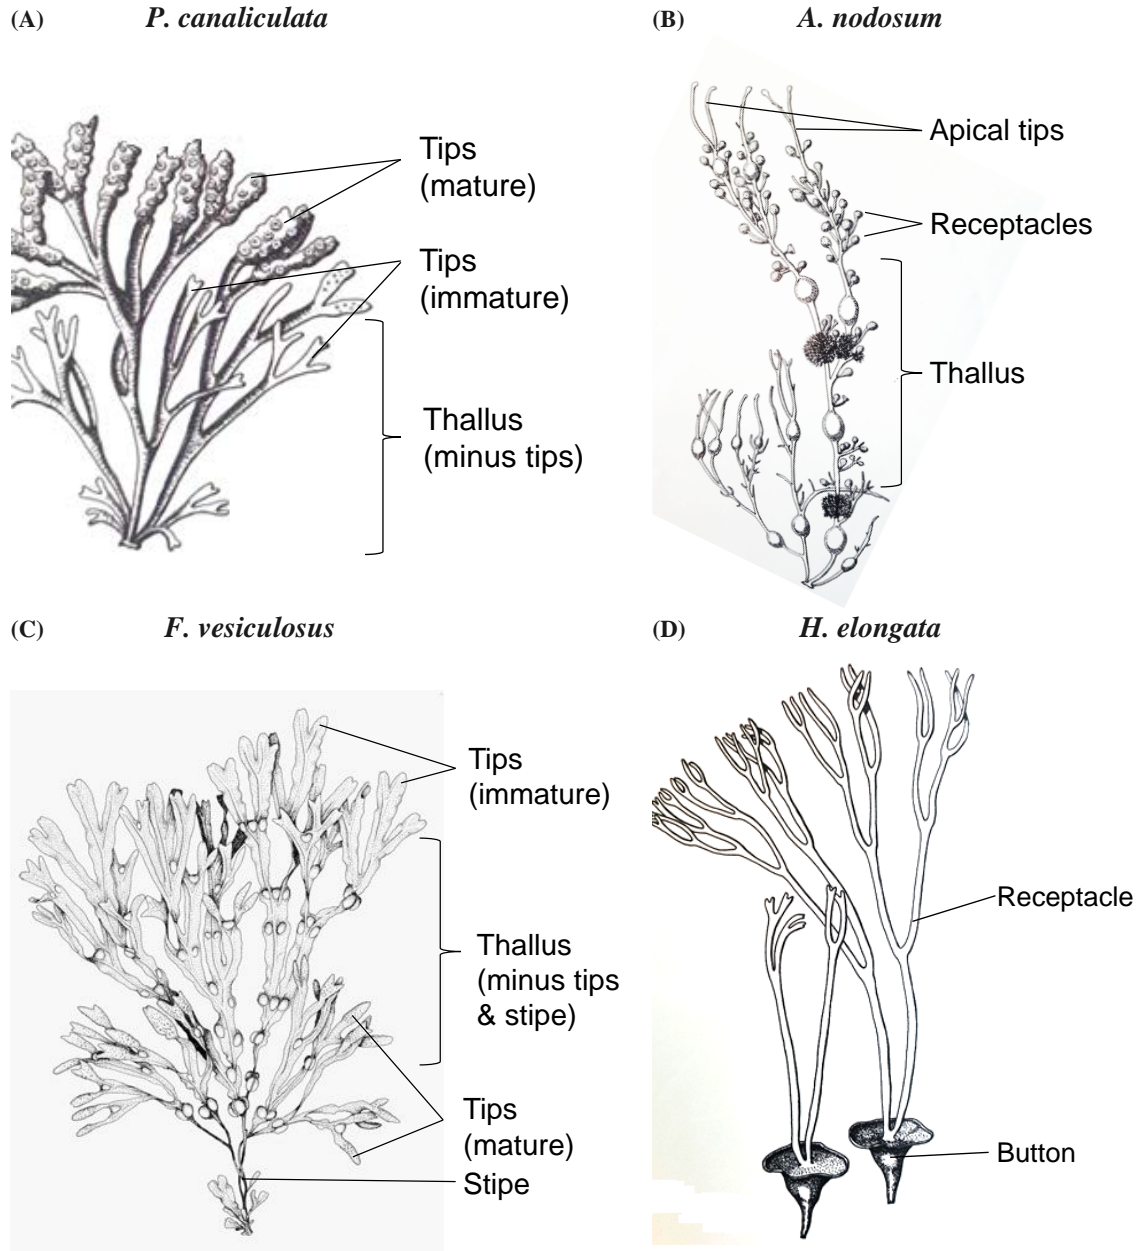 (A) P. canaliculata
Tips
(mature)
Tips
(immature)
Thallus
(minus tips)
(B) A. nodosum
Apical tips
Receptacles
Thallus
(C) F. vesiculosus
Tips
(immature)
Thallus
(minus tips
& stipe)
Tips
(mature)
Stipe
(D) H. elongata
Receptacle
Button